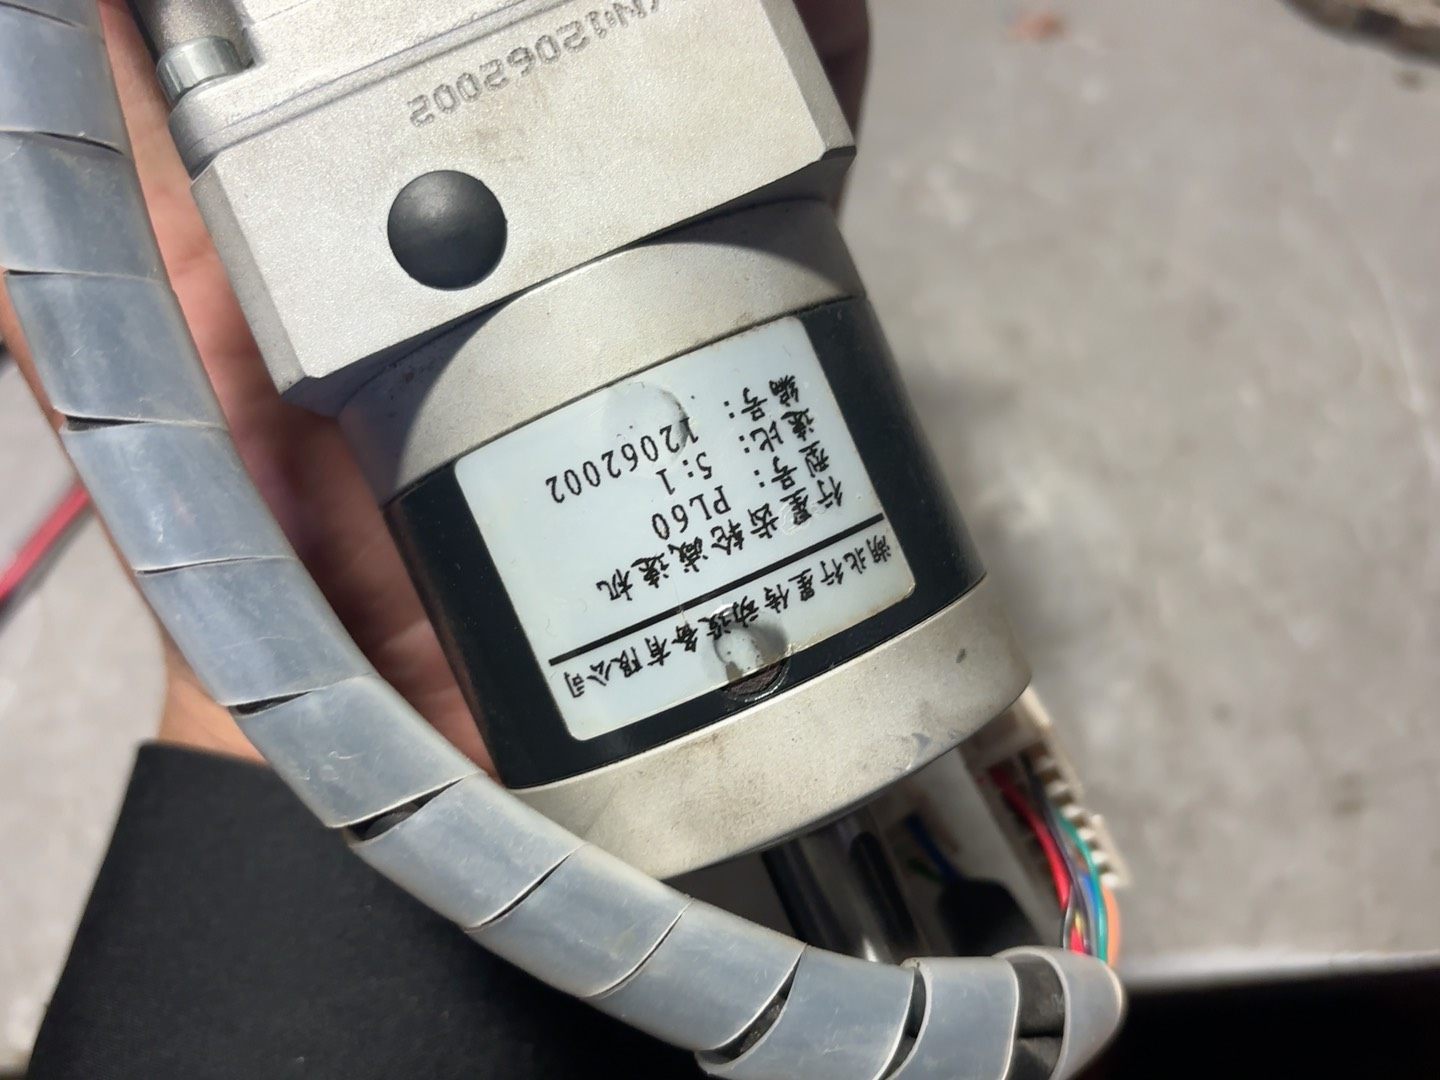 湖北行星传动设备有限公司
行星齿轮减速机
型号： PL60
速比： 5:1
编号： 12062002
N12062002